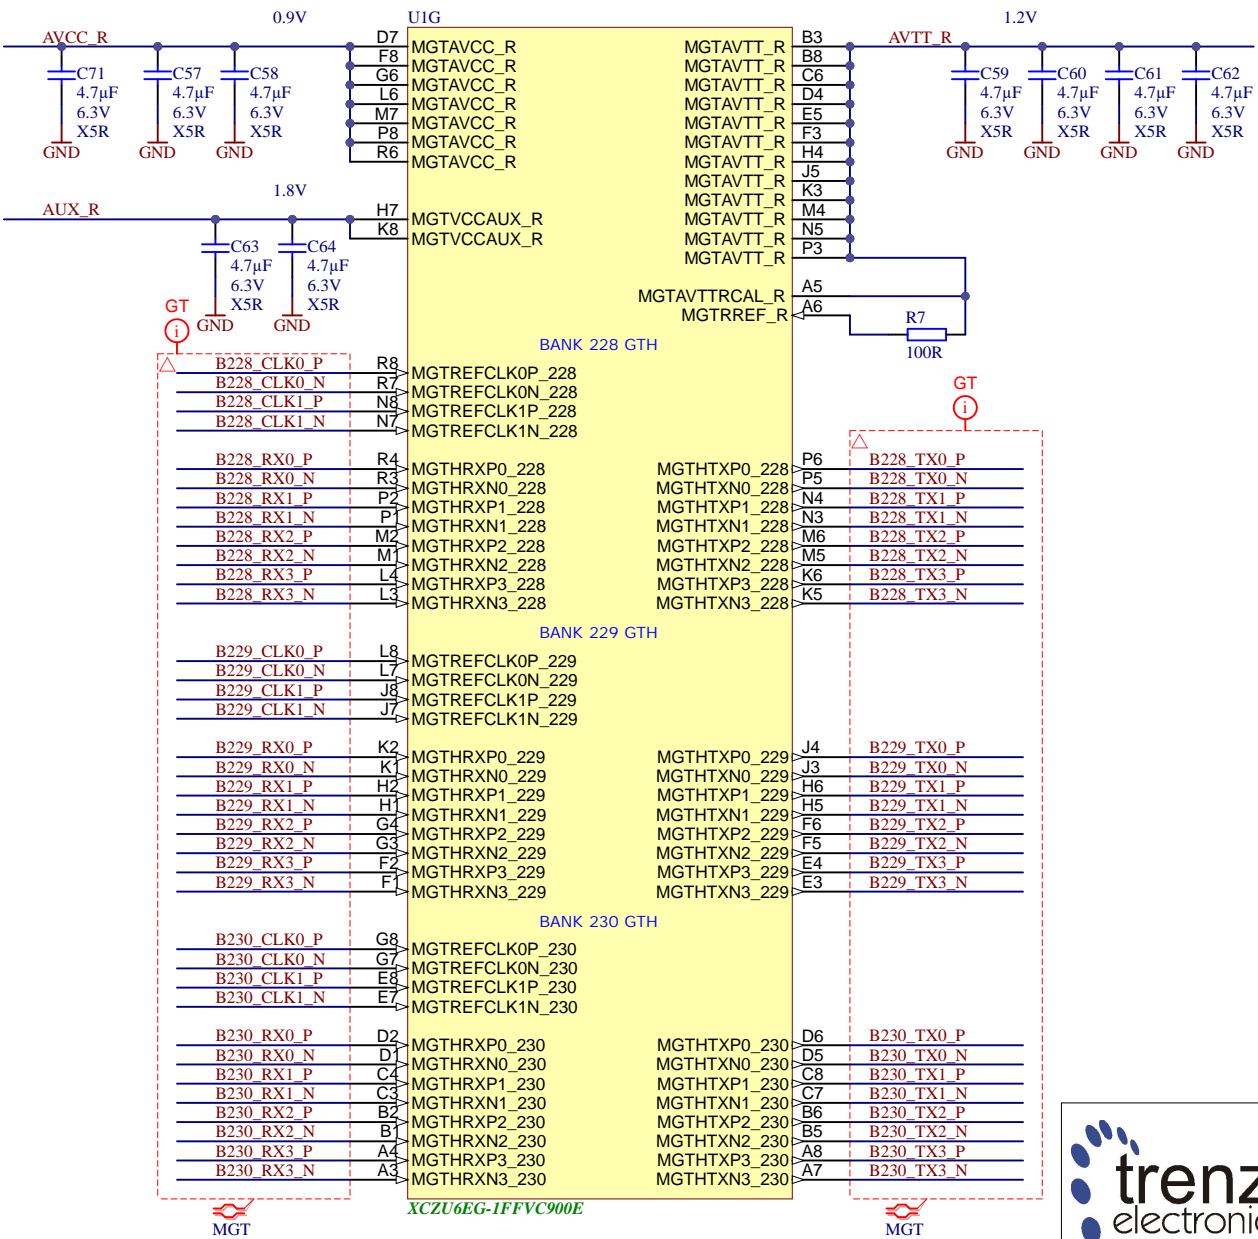 0.9V U1G 1.2V
AVCC_R D7 MGTAVCC_R MGTAVTT_R B3 AVTT_R
F8 MGTAVCC_R MGTAVTT_R B8
G6 MGTAVCC_R MGTAVTT_R C6
L6 MGTAVCC_R MGTAVTT_R D4
M7 MGTAVCC_R MGTAVTT_R E5
P8 MGTAVCC_R MGTAVTT_R F3
R6 MGTAVCC_R MGTAVTT_R H4
C71 C57 C58 C59 C60 C61 C62
4.7µF 4.7µF 4.7µF 4.7µF 4.7µF 4.7µF 4.7µF
6.3V 6.3V 6.3V 6.3V 6.3V 6.3V 6.3V
X5R X5R X5R X5R X5R X5R X5R
GND GND GND GND GND GND GND
MGTAVTT_R J5
1.8V MGTAVTT_R K3
AUX_R H7 MGTVCCAUX_R MGTAVTT_R M4
K8 MGTVCCAUX_R MGTAVTT_R N5
MGTAVTT_R P3
C63 C64
4.7µF 4.7µF
6.3V 6.3V
X5R X5R
GND GND
MGTAVTTRCAL_R A5
MGTRREF_R A6
R7
100R
GT
i
BANK 228 GTH
B228_CLK0_P R8 MGTREFCLK0P_228
B228_CLK0_N R7 MGTREFCLK0N_228
B228_CLK1_P N8 MGTREFCLK1P_228
B228_CLK1_N N7 MGTREFCLK1N_228
GT
i
B228_RX0_P R4 MGTHRXP0_228 MGTHTXP0_228 P6 B228_TX0_P
B228_RX0_N R3 MGTHRXN0_228 MGTHTXN0_228 P5 B228_TX0_N
B228_RX1_P P2 MGTHRXP1_228 MGTHTXP1_228 N4 B228_TX1_P
B228_RX1_N P1 MGTHRXN1_228 MGTHTXN1_228 N3 B228_TX1_N
B228_RX2_P M2 MGTHRXP2_228 MGTHTXP2_228 M6 B228_TX2_P
B228_RX2_N M1 MGTHRXN2_228 MGTHTXN2_228 M5 B228_TX2_N
B228_RX3_P L4 MGTHRXP3_228 MGTHTXP3_228 K6 B228_TX3_P
B228_RX3_N L3 MGTHRXN3_228 MGTHTXN3_228 K5 B228_TX3_N
BANK 229 GTH
B229_CLK0_P L8 MGTREFCLK0P_229
B229_CLK0_N L7 MGTREFCLK0N_229
B229_CLK1_P J8 MGTREFCLK1P_229
B229_CLK1_N J7 MGTREFCLK1N_229
B229_RX0_P K2 MGTHRXP0_229 MGTHTXP0_229 J4 B229_TX0_P
B229_RX0_N K1 MGTHRXN0_229 MGTHTXN0_229 J3 B229_TX0_N
B229_RX1_P H2 MGTHRXP1_229 MGTHTXP1_229 H6 B229_TX1_P
B229_RX1_N H1 MGTHRXN1_229 MGTHTXN1_229 H5 B229_TX1_N
B229_RX2_P G4 MGTHRXP2_229 MGTHTXP2_229 F6 B229_TX2_P
B229_RX2_N G3 MGTHRXN2_229 MGTHTXN2_229 F5 B229_TX2_N
B229_RX3_P F2 MGTHRXP3_229 MGTHTXP3_229 E4 B229_TX3_P
B229_RX3_N F1 MGTHRXN3_229 MGTHTXN3_229 E3 B229_TX3_N
BANK 230 GTH
B230_CLK0_P G8 MGTREFCLK0P_230
B230_CLK0_N G7 MGTREFCLK0N_230
B230_CLK1_P E8 MGTREFCLK1P_230
B230_CLK1_N E7 MGTREFCLK1N_230
B230_RX0_P D2 MGTHRXP0_230 MGTHTXP0_230 D6 B230_TX0_P
B230_RX0_N D1 MGTHRXN0_230 MGTHTXN0_230 D5 B230_TX0_N
B230_RX1_P C4 MGTHRXP1_230 MGTHTXP1_230 C8 B230_TX1_P
B230_RX1_N C3 MGTHRXN1_230 MGTHTXN1_230 C7 B230_TX1_N
B230_RX2_P B2 MGTHRXP2_230 MGTHTXP2_230 B6 B230_TX2_P
B230_RX2_N B1 MGTHRXN2_230 MGTHTXN2_230 B5 B230_TX2_N
B230_RX3_P A4 MGTHRXP3_230 MGTHTXP3_230 A8 B230_TX3_P
B230_RX3_N A3 MGTHRXN3_230 MGTHTXN3_230 A7 B230_TX3_N
XCZU6EG-1FFVC900E
MGT MGT
trenz
electronic